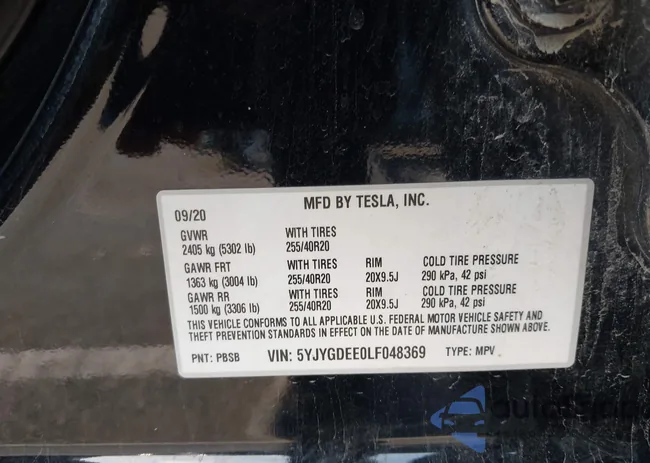 MFD BY TESLA, INC.
09/20
GVWR WITH TIRES
2405 kg (5302 lb) 255/40R20
GAWR FRT WITH TIRES RIM COLD TIRE PRESSURE
1363 kg (3004 lb) 255/40R20 20X9.5J 290 kPa, 42 psi
GAWR RR WITH TIRES RIM COLD TIRE PRESSURE
1500 kg (3306 lb) 255/40R20 20X9.5J 290 kPa, 42 psi
THIS VEHICLE CONFORMS TO ALL APPLICABLE U.S. FEDERAL MOTOR VEHICLE SAFETY AND
THEFT PREVENTION STANDARDS IN EFFECT ON THE DATE OF MANUFACTURE SHOWN ABOVE.
PNT: PBSB VIN: 5YJYGDEE0LF048369 TYPE: MPV